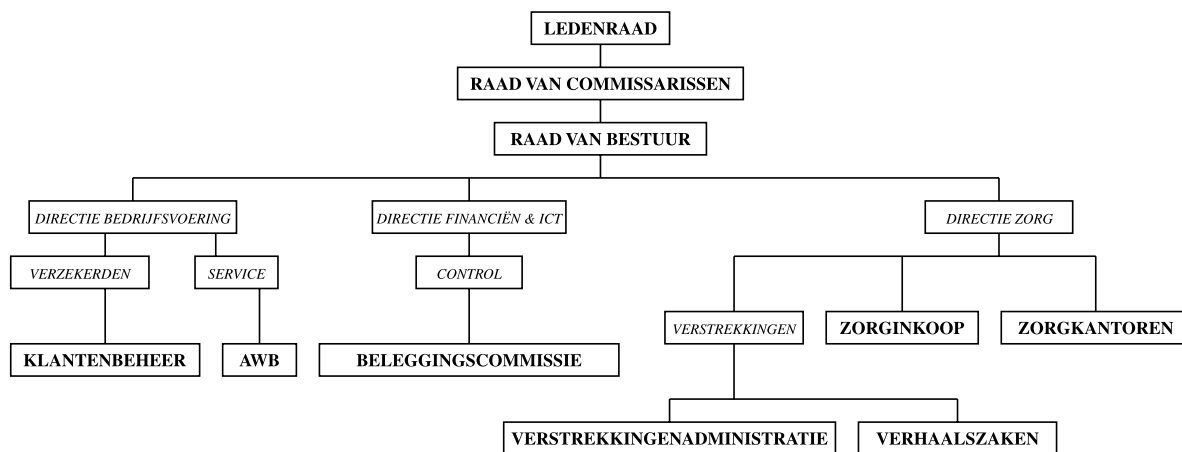 LEDENRAAD
RAAD VAN COMMISSARISSEN
RAAD VAN BESTUUR
DIRECTIE BEDRIJFSVOERING
DIRECTIE FINANCIËN & ICT
DIRECTIE ZORG
VERZEKERDEN
SERVICE
CONTROL
VERSTREKKINGEN
ZORGINKOOP
ZORGKANTOREN
KLANTENBEHEER
AWB
BELEGGINGSCOMMISSIE
VERSTREKKINGENADMINISTRATIE
VERHAALSZAKEN